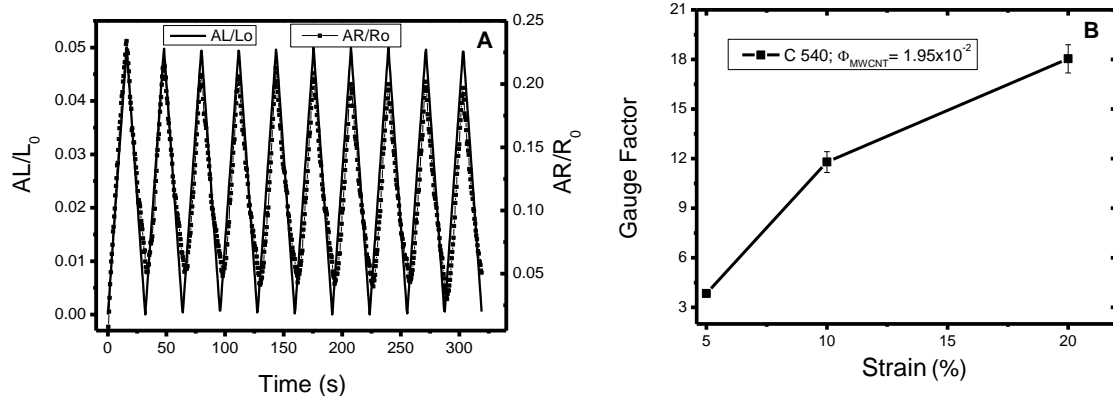 AL/Lo
AR/Ro
A
0.05
0.04
0.03
0.02
0.01
0.00
AL/L₀
0.25
0.20
0.15
0.10
0.05
AR/R₀
0 50 100 150 200 250 300
Time (s)
B
C 540; Φ_MWCNT= 1.95x10⁻²
21
18
15
12
9
6
3
Gauge Factor
5 10 15 20
Strain (%)